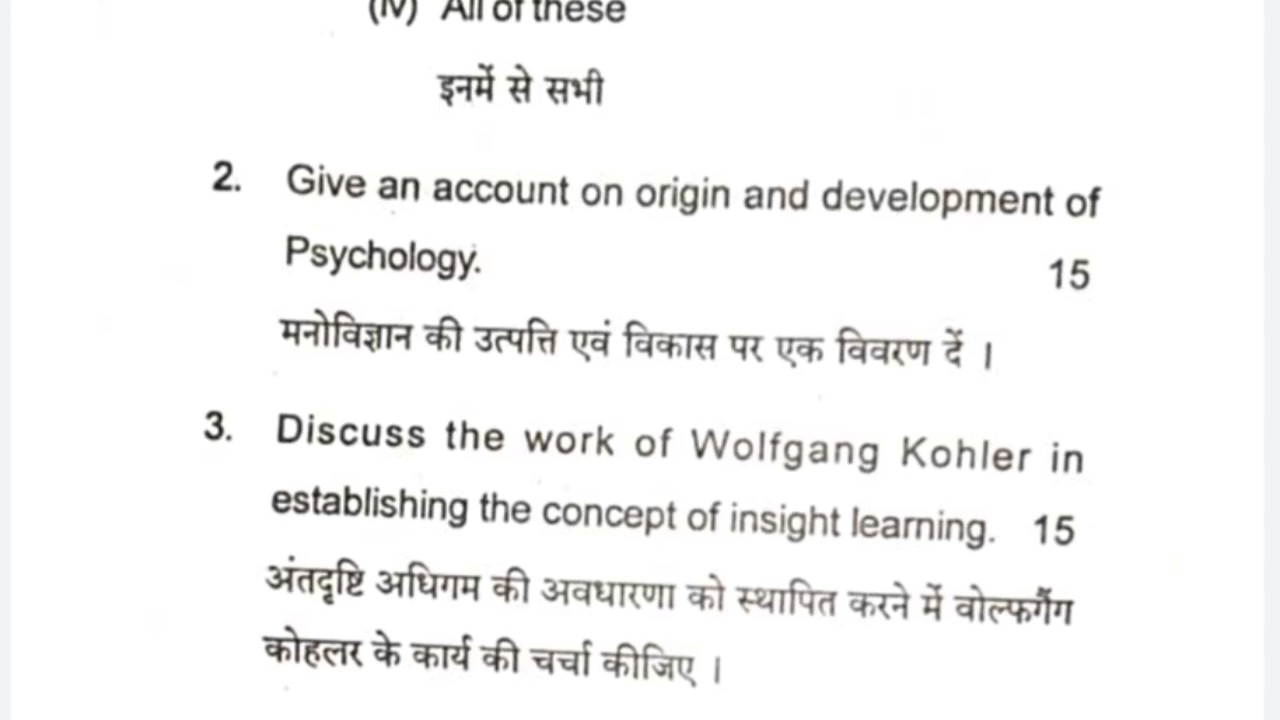 (IV) All of these
इनमें से सभी
2. Give an account on origin and development of
Psychology. 15
मनोविज्ञान की उत्पत्ति एवं विकास पर एक विवरण दें ।
3. Discuss the work of Wolfgang Kohler in
establishing the concept of insight learning. 15
अंतदृष्टि अधिगम की अवधारणा को स्थापित करने में वोल्फगैंग
कोहलर के कार्य की चर्चा कीजिए ।